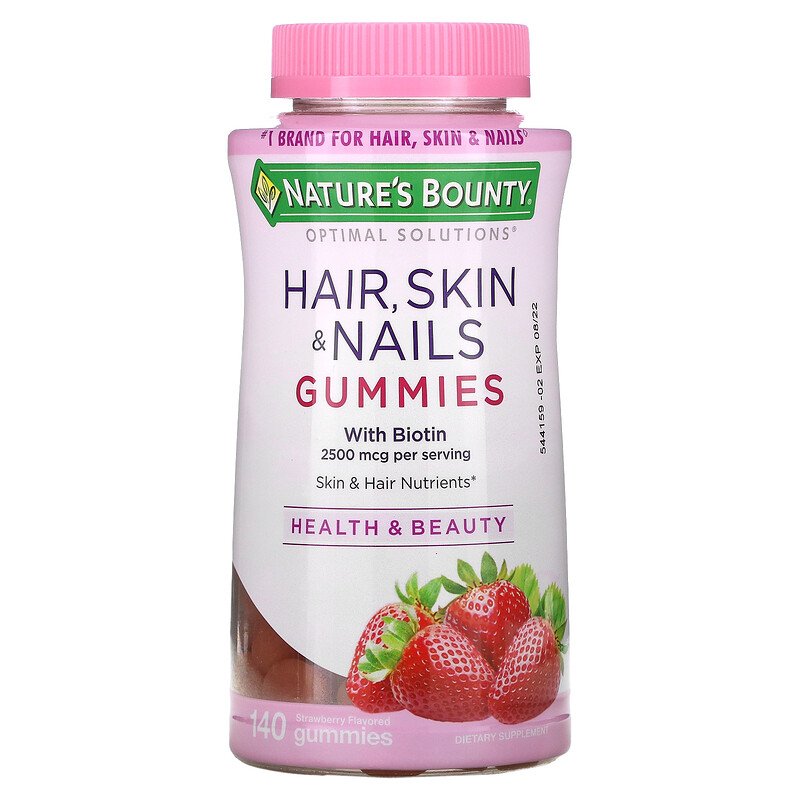 #1 BRAND FOR HAIR, SKIN & NAILS◊
NATURE'S BOUNTY®
OPTIMAL SOLUTIONS®
HAIR, SKIN
& NAILS
GUMMIES
With Biotin
2500 mcg per serving
Skin & Hair Nutrients*
HEALTH & BEAUTY
544159 -02 EXP 08/22
140 Strawberry Flavored
gummies
DIETARY SUPPLEMENT